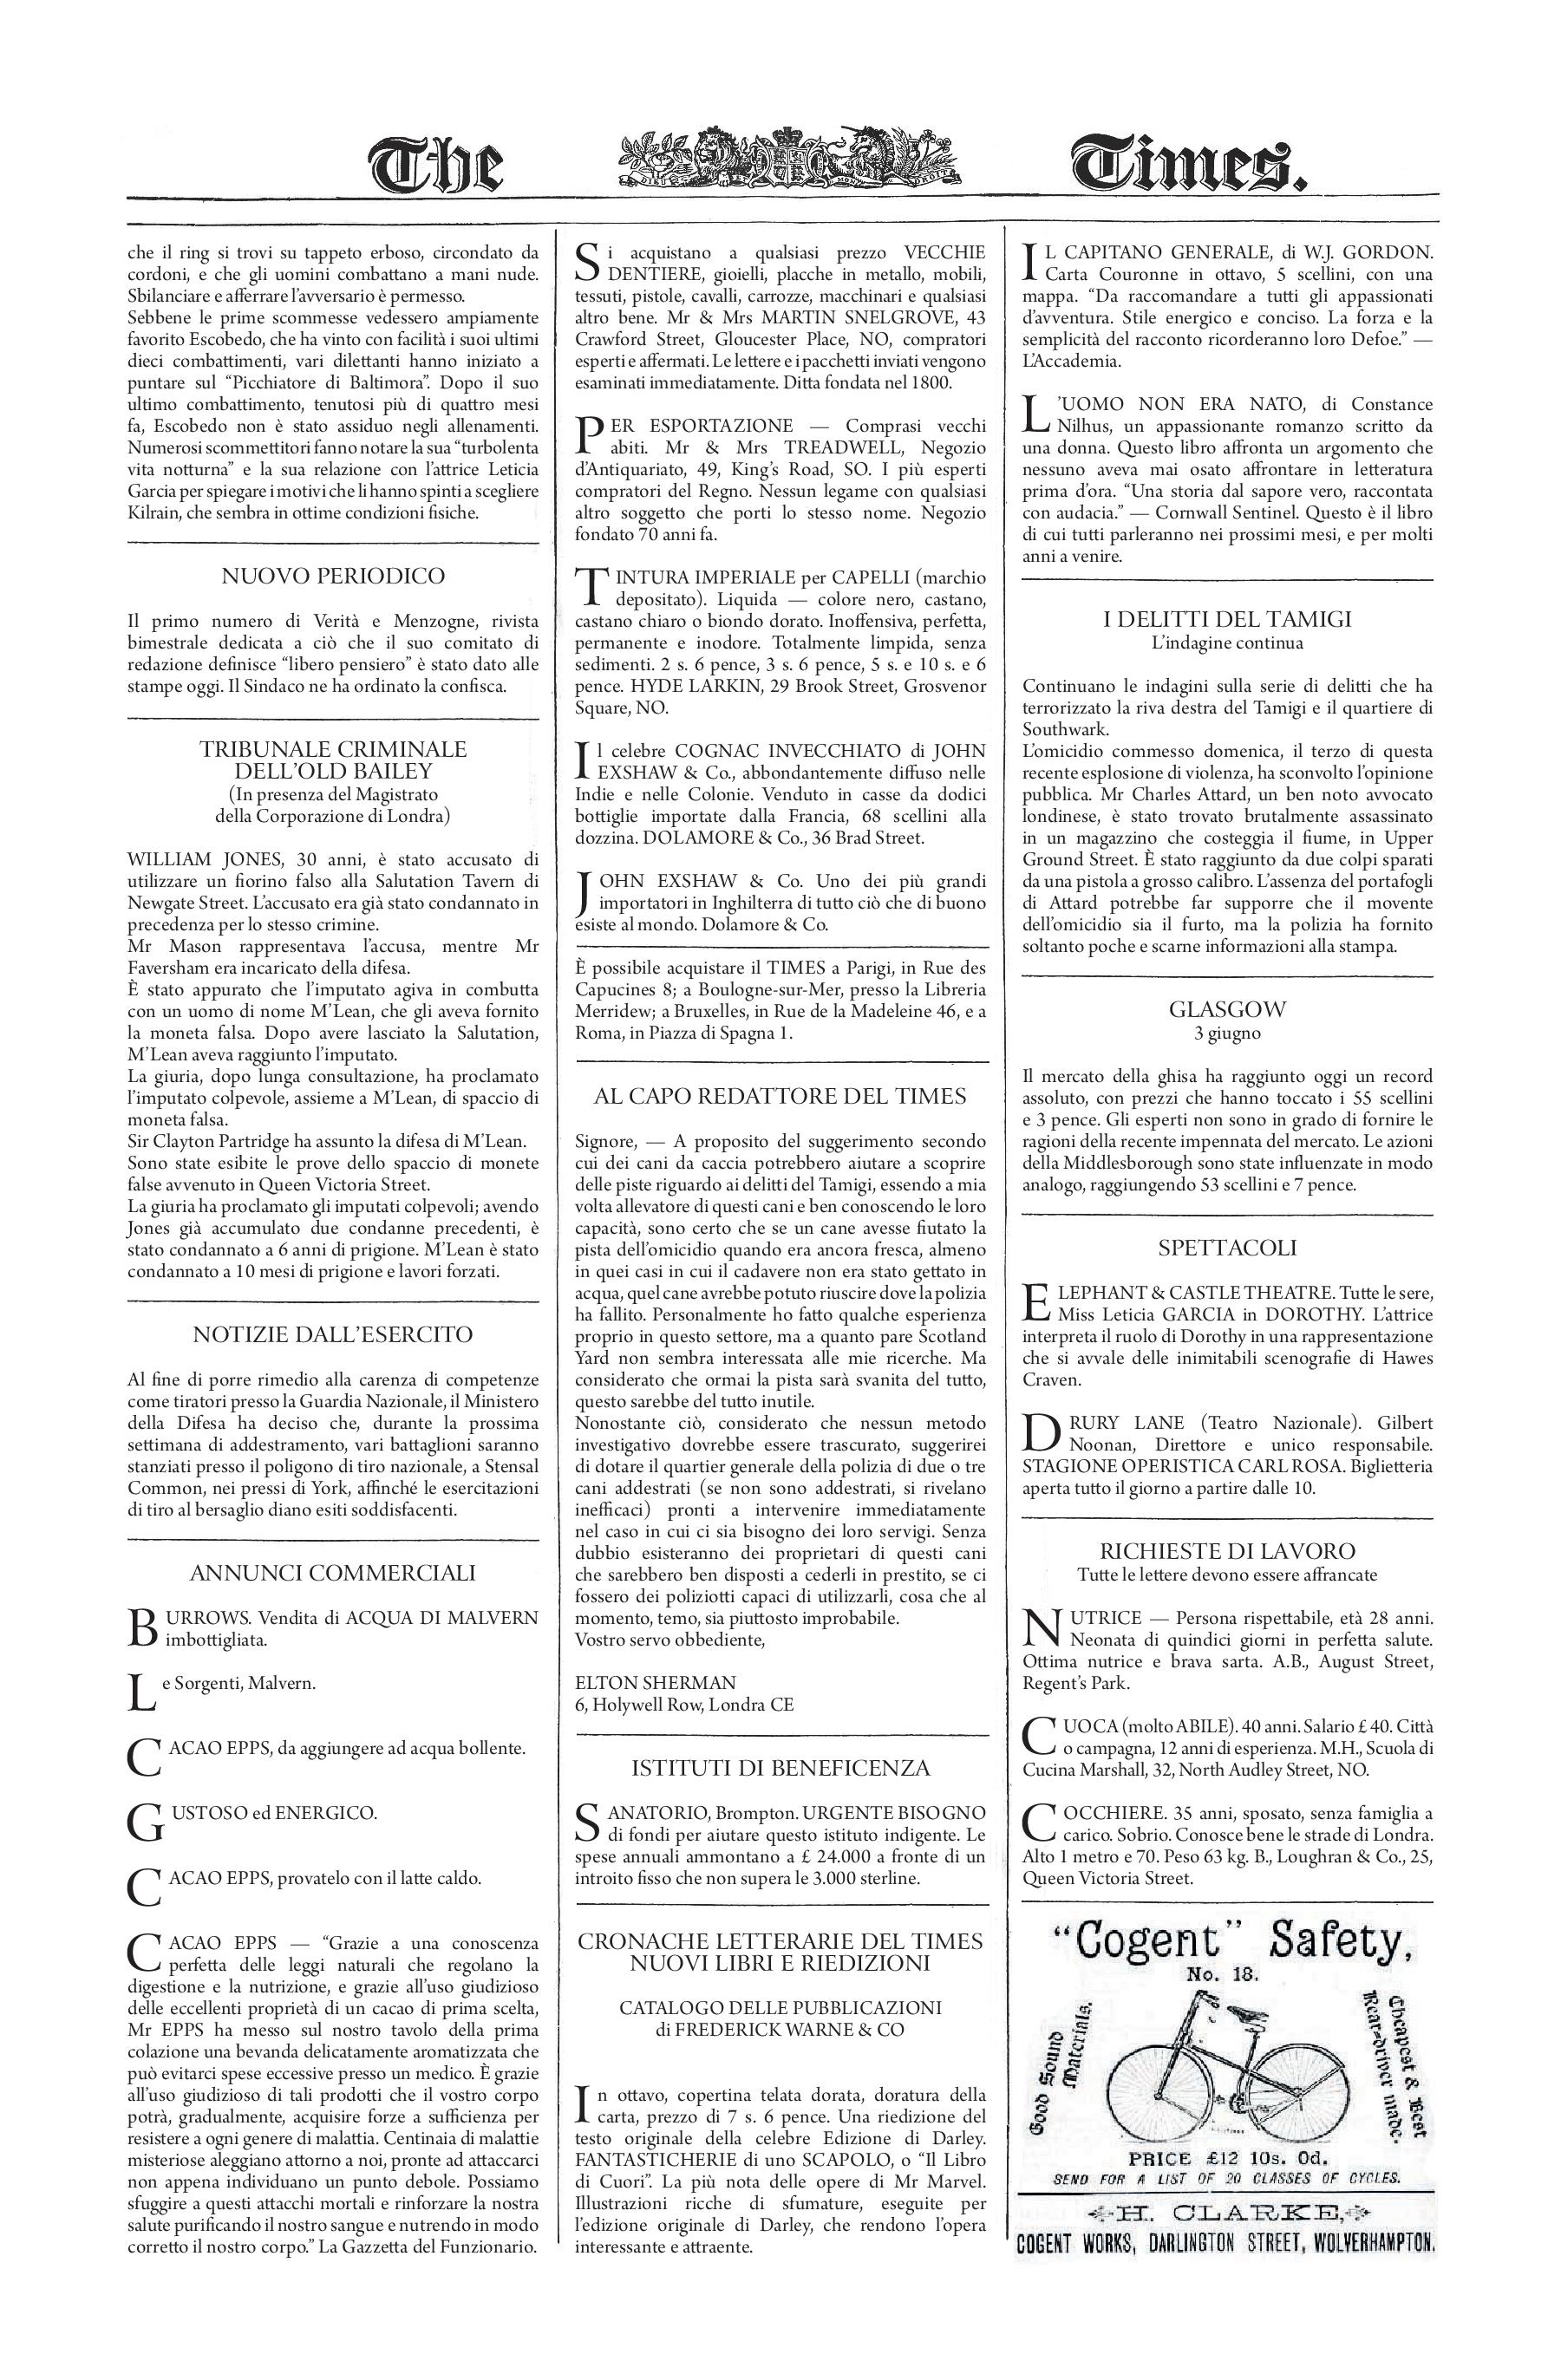 The Times.
che il ring si trovi su tappeto erboso, circondato da
cordoni, e che gli uomini combattano a mani nude.
Sbilanciare e afferrare l'avversario è permesso.
Sebbene le prime scommesse vedessero ampiamente
favorito Escobedo, che ha vinto con facilità i suoi ultimi
dieci combattimenti, vari dilettanti hanno iniziato a
puntare sul “Picchiatore di Baltimora”. Dopo il suo
ultimo combattimento, tenutosi più di quattro mesi
fa, Escobedo non è stato assiduo negli allenamenti.
Numerosi scommettitori fanno notare la sua “turbolenta
vita notturna” e la sua relazione con l'attrice Leticia
Garcia per spiegare i motivi che li hanno spinti a scegliere
Kilrain, che sembra in ottime condizioni fisiche.
NUOVO PERIODICO
Il primo numero di Verità e Menzogne, rivista
bimestrale dedicata a ciò che il suo comitato di
redazione definisce “libero pensiero” è stato dato alle
stampe oggi. Il Sindaco ne ha ordinato la confisca.
TRIBUNALE CRIMINALE
DELL'OLD BAILEY
(In presenza del Magistrato
della Corporazione di Londra)
WILLIAM JONES, 30 anni, è stato accusato di
utilizzare un fiorino falso alla Salutation Tavern di
Newgate Street. L'accusato era già stato condannato in
precedenza per lo stesso crimine.
Mr Mason rappresentava l'accusa, mentre Mr
Faversham era incaricato della difesa.
È stato appurato che l'imputato agiva in combutta
con un uomo di nome M'Lean, che gli aveva fornito
la moneta falsa. Dopo avere lasciato la Salutation,
M'Lean aveva raggiunto l'imputato.
La giuria, dopo lunga consultazione, ha proclamato
l'imputato colpevole, assieme a M'Lean, di spaccio di
moneta falsa.
Sir Clayton Partridge ha assunto la difesa di M'Lean.
Sono state esibite le prove dello spaccio di monete
false avvenuto in Queen Victoria Street.
La giuria ha proclamato gli imputati colpevoli; avendo
Jones già accumulato due condanne precedenti, è
stato condannato a 6 anni di prigione. M'Lean è stato
condannato a 10 mesi di prigione e lavori forzati.
NOTIZIE DALL'ESERCITO
Al fine di porre rimedio alla carenza di competenze
come tiratori presso la Guardia Nazionale, il Ministero
della Difesa ha deciso che, durante la prossima
settimana di addestramento, vari battaglioni saranno
stanziati presso il poligono di tiro nazionale, a Stensal
Common, nei pressi di York, affinché le esercitazioni
di tiro al bersaglio diano esiti soddisfacenti.
ANNUNCI COMMERCIALI
BURROWS. Vendita di ACQUA DI MALVERN
imbottigliata.
Le Sorgenti, Malvern.
CACAO EPPS, da aggiungere ad acqua bollente.
GUSTOSO ed ENERGICO.
CACAO EPPS, provatelo con il latte caldo.
CACAO EPPS — “Grazie a una conoscenza
perfetta delle leggi naturali che regolano la
digestione e la nutrizione, e grazie all'uso giudizioso
delle eccellenti proprietà di un cacao di prima scelta,
Mr EPPS ha messo sul nostro tavolo della prima
colazione una bevanda delicatamente aromatizzata che
può evitarci spese eccessive presso un medico. È grazie
all'uso giudizioso di tali prodotti che il vostro corpo
potrà, gradualmente, acquisire forze a sufficienza per
resistere a ogni genere di malattia. Centinaia di malattie
misteriose aleggiano attorno a noi, pronte ad attaccarci
non appena individuano un punto debole. Possiamo
sfuggire a questi attacchi mortali e rinforzare la nostra
salute purificando il nostro sangue e nutrendo in modo
corretto il nostro corpo.” La Gazzetta del Funzionario.
Si acquistano a qualsiasi prezzo VECCHIE
DENTIERE, gioielli, placche in metallo, mobili,
tessuti, pistole, cavalli, carrozze, macchinari e qualsiasi
altro bene. Mr & Mrs MARTIN SNELGROVE, 43
Crawford Street, Gloucester Place, NO, compratori
esperti e affermati. Le lettere e i pacchetti inviati vengono
esaminati immediatamente. Ditta fondata nel 1800.
PER ESPORTAZIONE — Comprasi vecchi
abiti. Mr & Mrs TREADWELL, Negozio
d'Antiquariato, 49, King's Road, SO. I più esperti
compratori del Regno. Nessun legame con qualsiasi
altro soggetto che porti lo stesso nome. Negozio
fondato 70 anni fa.
TINTURA IMPERIALE per CAPELLI (marchio
depositato). Liquida — colore nero, castano,
castano chiaro o biondo dorato. Inoffensiva, perfetta,
permanente e inodore. Totalmente limpida, senza
sedimenti. 2 s. 6 pence, 3 s. 6 pence, 5 s. e 10 s. e 6
pence. HYDE LARKIN, 29 Brook Street, Grosvenor
Square, NO.
Il celebre COGNAC INVECCHIATO di JOHN
EXSHAW & Co., abbondantemente diffuso nelle
Indie e nelle Colonie. Venduto in casse da dodici
bottiglie importate dalla Francia, 68 scellini alla
dozzina. DOLAMORE & Co., 36 Brad Street.
JOHN EXSHAW & Co. Uno dei più grandi
importatori in Inghilterra di tutto ciò che di buono
esiste al mondo. Dolamore & Co.
È possibile acquistare il TIMES a Parigi, in Rue des
Capucines 8; a Boulogne-sur-Mer, presso la Libreria
Merridew; a Bruxelles, in Rue de la Madeleine 46, e a
Roma, in Piazza di Spagna 1.
AL CAPO REDATTORE DEL TIMES
Signore, — A proposito del suggerimento secondo
cui dei cani da caccia potrebbero aiutare a scoprire
delle piste riguardo ai delitti del Tamigi, essendo a mia
volta allevatore di questi cani e ben conoscendo le loro
capacità, sono certo che se un cane avesse fiutato la
pista dell'omicidio quando era ancora fresca, almeno
in quei casi in cui il cadavere non era stato gettato in
acqua, quel cane avrebbe potuto riuscire dove la polizia
ha fallito. Personalmente ho fatto qualche esperienza
proprio in questo settore, ma a quanto pare Scotland
Yard non sembra interessata alle mie ricerche. Ma
considerato che ormai la pista sarà svanita del tutto,
questo sarebbe del tutto inutile.
Nonostante ciò, considerato che nessun metodo
investigativo dovrebbe essere trascurato, suggerirei
di dotare il quartier generale della polizia di due o tre
cani addestrati (se non sono addestrati, si rivelano
inefficaci) pronti a intervenire immediatamente
nel caso in cui ci sia bisogno dei loro servigi. Senza
dubbio esisteranno dei proprietari di questi cani
che sarebbero ben disposti a cederli in prestito, se ci
fossero dei poliziotti capaci di utilizzarli, cosa che al
momento, temo, sia piuttosto improbabile.
Vostro servo obbediente,
ELTON SHERMAN
6, Holywell Row, Londra CE
ISTITUTI DI BENEFICENZA
SANATORIO, Brompton. URGENTE BISOGNO
di fondi per aiutare questo istituto indigente. Le
spese annuali ammontano a £ 24.000 a fronte di un
introito fisso che non supera le 3.000 sterline.
CRONACHE LETTERARIE DEL TIMES
NUOVI LIBRI E RIEDIZIONI
CATALOGO DELLE PUBBLICAZIONI
di FREDERICK WARNE & CO
In ottavo, copertina telata dorata, doratura della
carta, prezzo di 7 s. 6 pence. Una riedizione del
testo originale della celebre Edizione di Darley.
FANTASTICHERIE di uno SCAPOLO, o “Il Libro
di Cuori”. La più nota delle opere di Mr Marvel.
Illustrazioni ricche di sfumature, eseguite per
l'edizione originale di Darley, che rendono l'opera
interessante e attraente.
IL CAPITANO GENERALE, di W.J. GORDON.
Carta Couronne in ottavo, 5 scellini, con una
mappa. “Da raccomandare a tutti gli appassionati
d'avventura. Stile energico e conciso. La forza e la
semplicità del racconto ricorderanno loro Defoe.” —
L'Accademia.
L'UOMO NON ERA NATO, di Constance
Nilhus, un appassionante romanzo scritto da
una donna. Questo libro affronta un argomento che
nessuno aveva mai osato affrontare in letteratura
prima d'ora. “Una storia dal sapore vero, raccontata
con audacia.” — Cornwall Sentinel. Questo è il libro
di cui tutti parleranno nei prossimi mesi, e per molti
anni a venire.
I DELITTI DEL TAMIGI
L'indagine continua
Continuano le indagini sulla serie di delitti che ha
terrorizzato la riva destra del Tamigi e il quartiere di
Southwark.
L'omicidio commesso domenica, il terzo di questa
recente esplosione di violenza, ha sconvolto l'opinione
pubblica. Mr Charles Attard, un ben noto avvocato
londinese, è stato trovato brutalmente assassinato
in un magazzino che costeggia il fiume, in Upper
Ground Street. È stato raggiunto da due colpi sparati
da una pistola a grosso calibro. L'assenza del portafogli
di Attard potrebbe far supporre che il movente
dell'omicidio sia il furto, ma la polizia ha fornito
soltanto poche e scarne informazioni alla stampa.
GLASGOW
3 giugno
Il mercato della ghisa ha raggiunto oggi un record
assoluto, con prezzi che hanno toccato i 55 scellini
e 3 pence. Gli esperti non sono in grado di fornire le
ragioni della recente impennata del mercato. Le azioni
della Middlesborough sono state influenzate in modo
analogo, raggiungendo 53 scellini e 7 pence.
SPETTACOLI
ELEPHANT & CASTLE THEATRE. Tutte le sere,
Miss Leticia GARCIA in DOROTHY. L'attrice
interpreta il ruolo di Dorothy in una rappresentazione
che si avvale delle inimitabili scenografie di Hawes
Craven.
DRURY LANE (Teatro Nazionale). Gilbert
Noonan, Direttore e unico responsabile.
STAGIONE OPERISTICA CARL ROSA. Biglietteria
aperta tutto il giorno a partire dalle 10.
RICHIESTE DI LAVORO
Tutte le lettere devono essere affrancate
NUTRICE — Persona rispettabile, età 28 anni.
Neonata di quindici giorni in perfetta salute.
Ottima nutrice e brava sarta. A.B., August Street,
Regent's Park.
CUOCA (molto ABILE). 40 anni. Salario £ 40. Città
o campagna, 12 anni di esperienza. M.H., Scuola di
Cucina Marshall, 32, North Audley Street, NO.
COCCHIERE. 35 anni, sposato, senza famiglia a
carico. Sobrio. Conosce bene le strade di Londra.
Alto 1 metro e 70. Peso 63 kg. B., Loughran & Co., 25,
Queen Victoria Street.
“Cogent” Safety,
No. 18.
Good Sound
Materials.
Cheapest & Best
Rear-driver made.
PRICE £12 10s. 0d.
SEND FOR A LIST OF 20 CLASSES OF CYCLES.
H. CLARKE,
COGENT WORKS, DARLINGTON STREET, WOLVERHAMPTON.